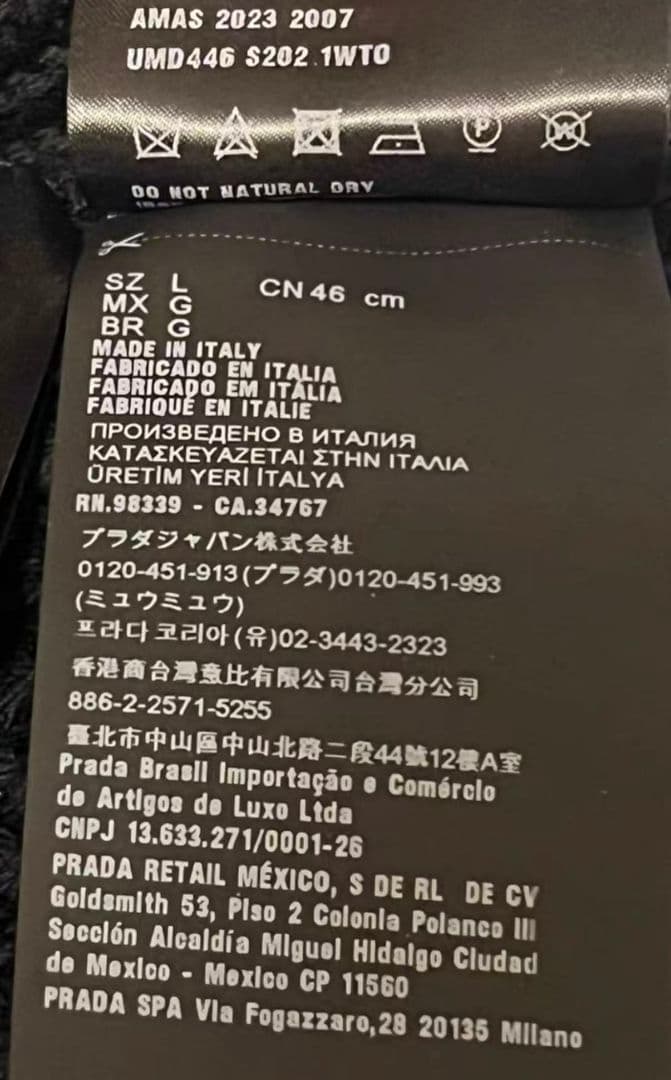 AMAS 2023 2007
UMD446 S202 1WT0
P
W
DO NOT NATURAL DRY
SZ L CN 46 cm
MX G
BR G
MADE IN ITALY
FABRICADO EN ITALIA
FABRICADO EM ITÁLIA
FABRIQUÉ EN ITALIE
ПРОИЗВЕДЕНО В ИТАЛИЯ
ΚΑΤΑΣΚΕΥΑΖΕΤΑΙ ΣΤΗΝ ΙΤΑΛΙΑ
ÜRETİM YERİ İTALYA
RN.98339 - CA.34767
プラダジャパン株式会社
0120-451-913(プラダ)0120-451-993
(ミュウミュウ)
프라다코리아(유)02-3443-2323
香港商台灣意比有限公司台灣分公司
886-2-2571-5255
臺北市中山區中山北路二段44號12樓A室
Prada Brasil Importação e Comércio
de Artigos de Luxo Ltda
CNPJ 13.633.271/0001-26
PRADA RETAIL MÉXICO, S DE RL DE CV
Goldsmith 53, Piso 2 Colonia Polanco III
Sección Alcaldía Miguel Hidalgo Ciudad
de Mexico - Mexico CP 11560
PRADA SPA Via Fogazzaro,28 20135 Milano